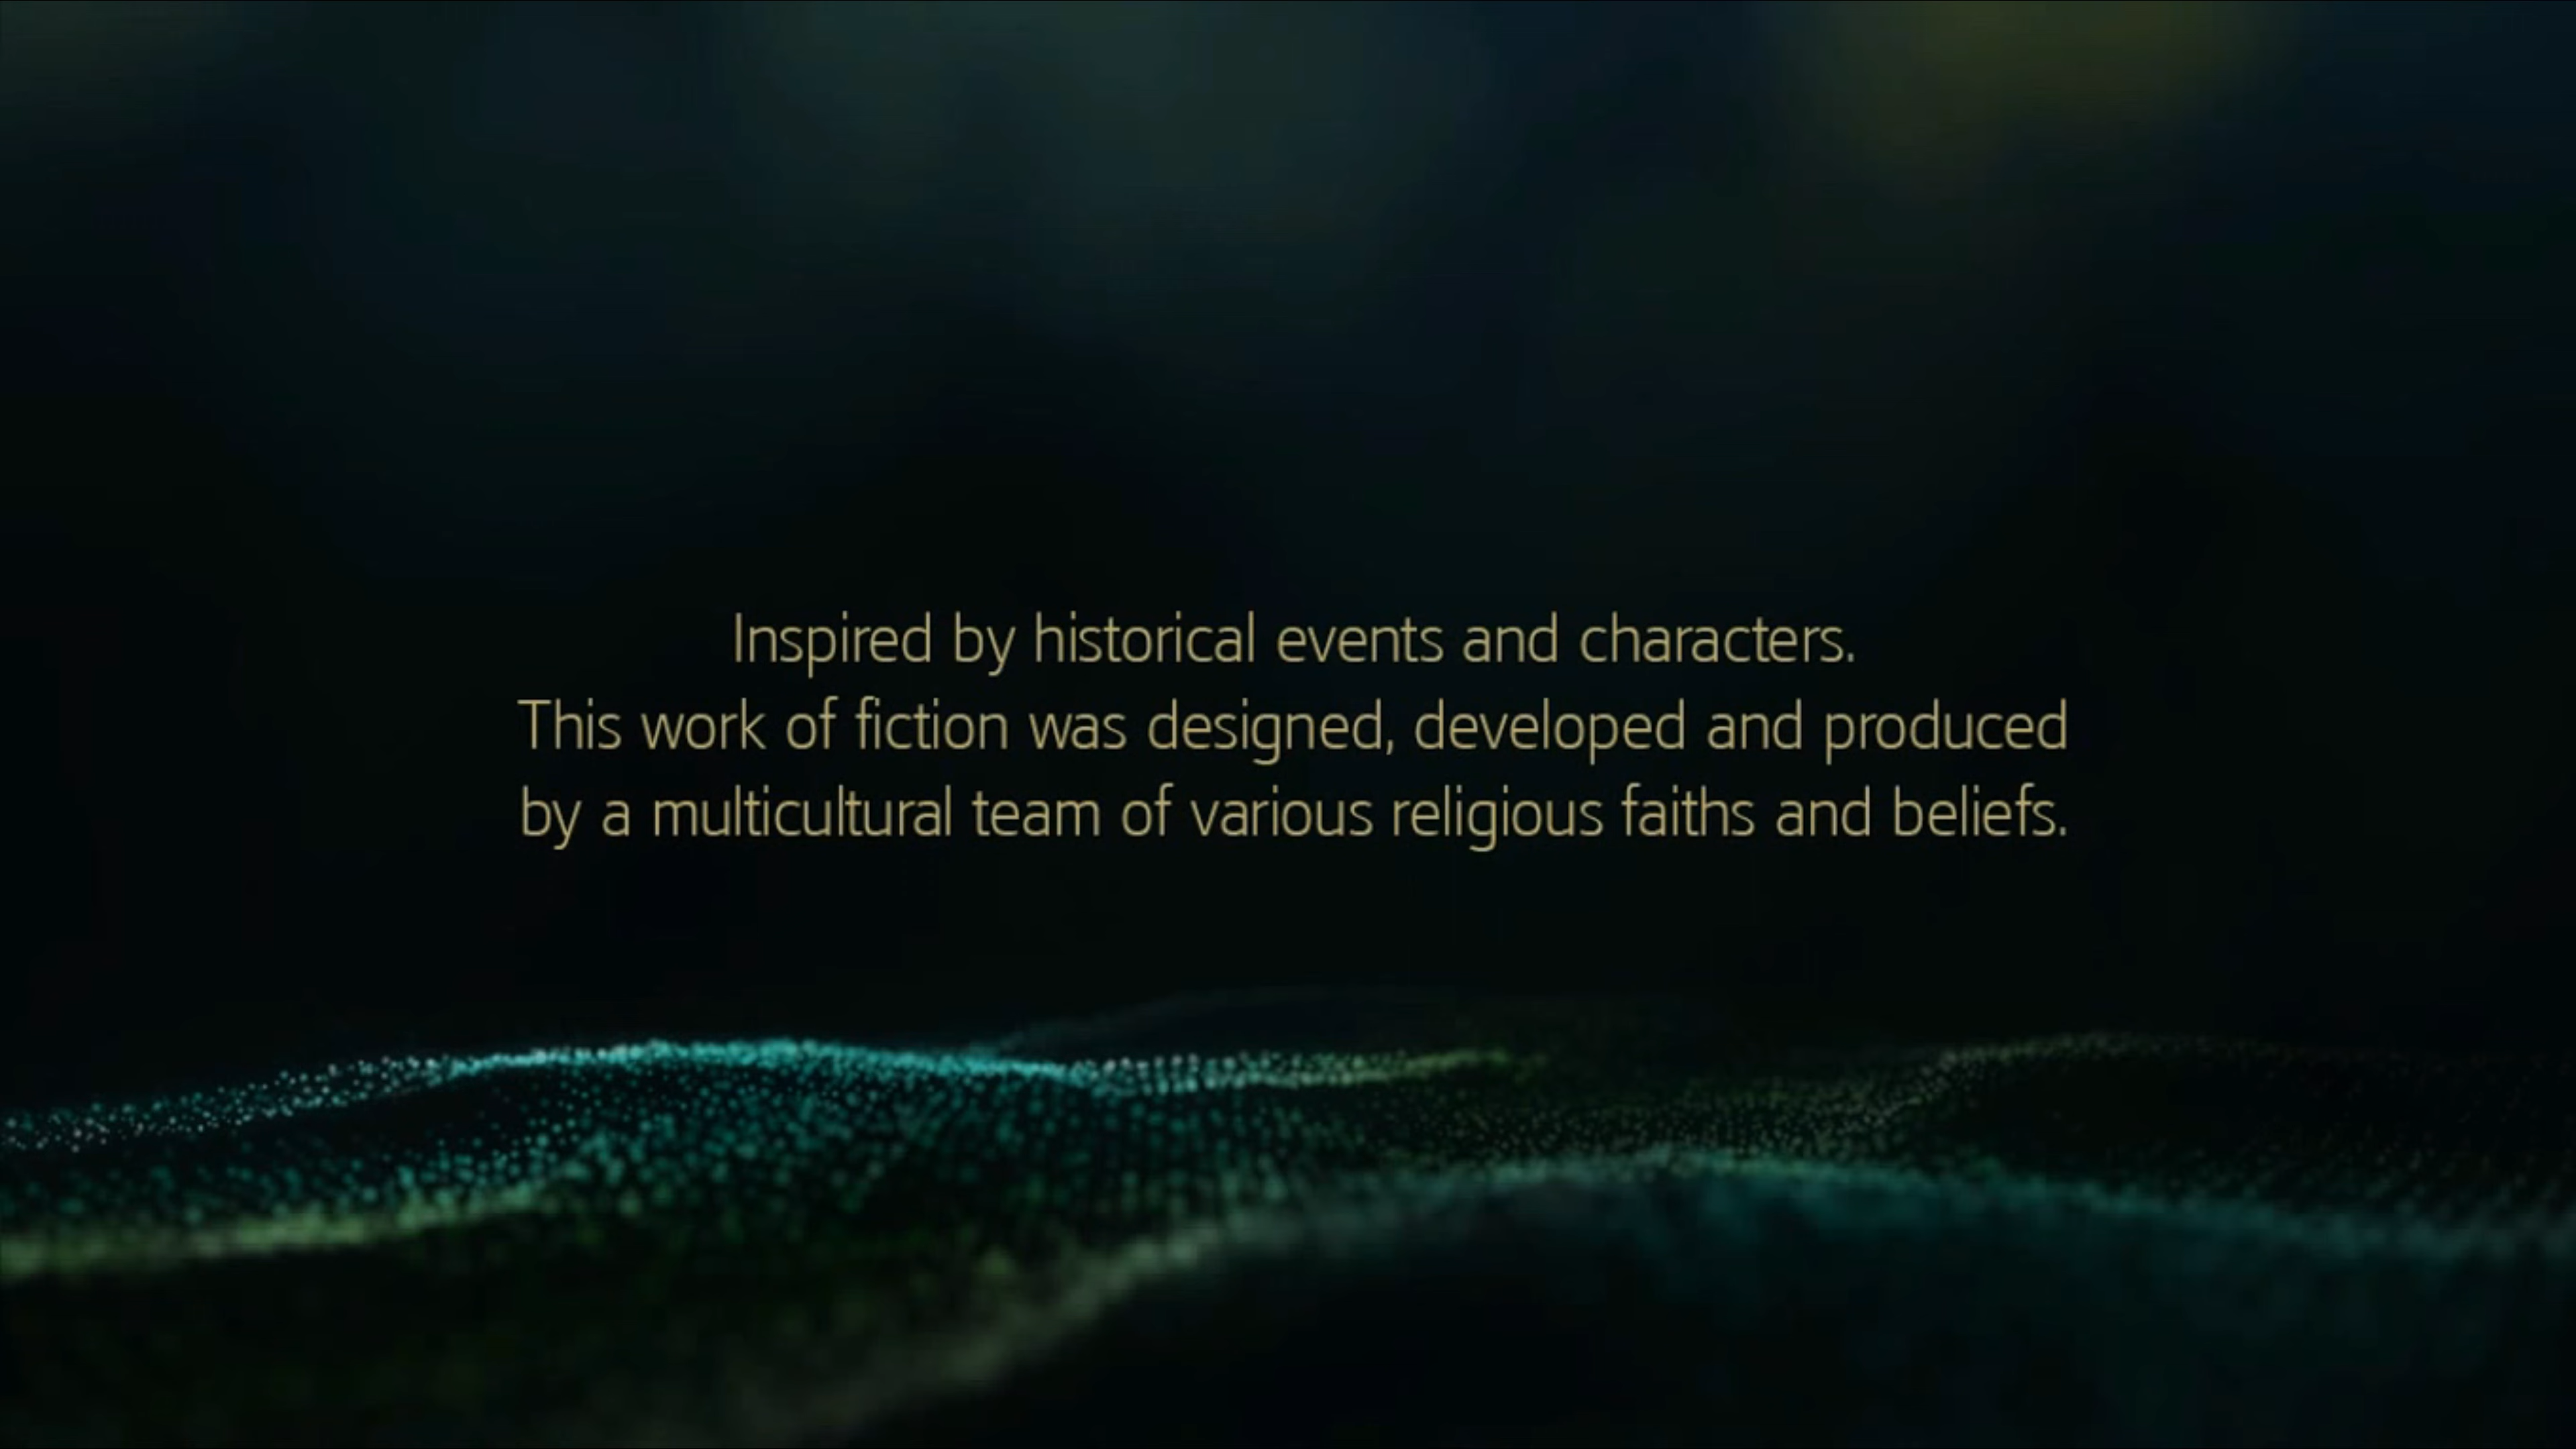 Inspired by historical events and characters.
This work of fiction was designed, developed and produced
by a multicultural team of various religious faiths and beliefs.